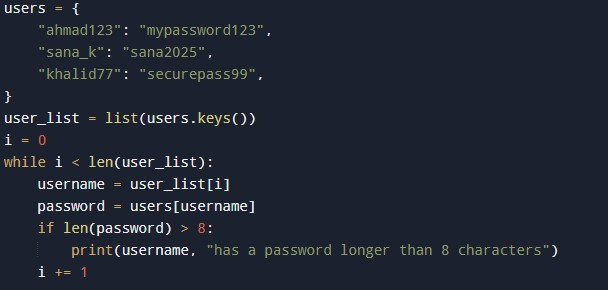 users = {
    "ahmad123": "mypassword123",
    "sana_k": "sana2025",
    "khalid77": "securepass99",
}
user_list = list(users.keys())
i = 0
while i < len(user_list):
    username = user_list[i]
    password = users[username]
    if len(password) > 8:
        print(username, "has a password longer than 8 characters")
    i += 1